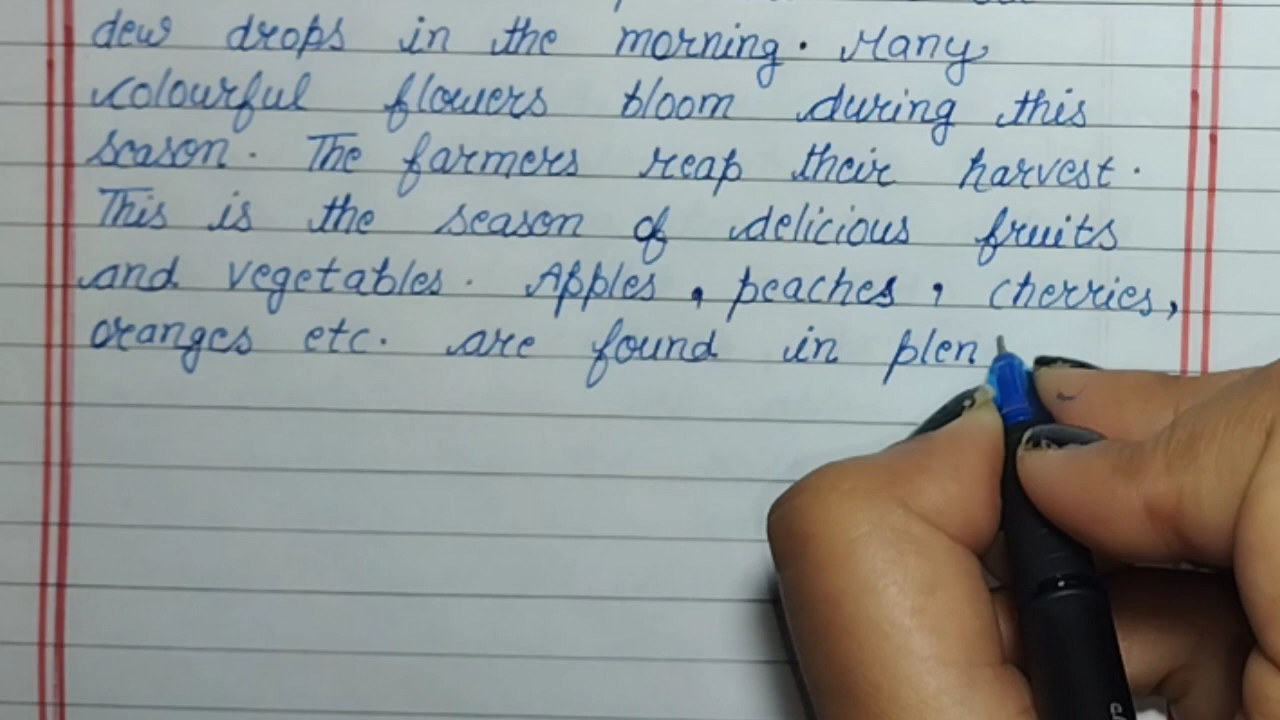 dew drops in the morning. Many
colourful flowers bloom during this
season. The farmers reap their harvest.
This is the season of delicious fruits
and vegetables. Apples, peaches, cherries,
oranges etc. are found in plen